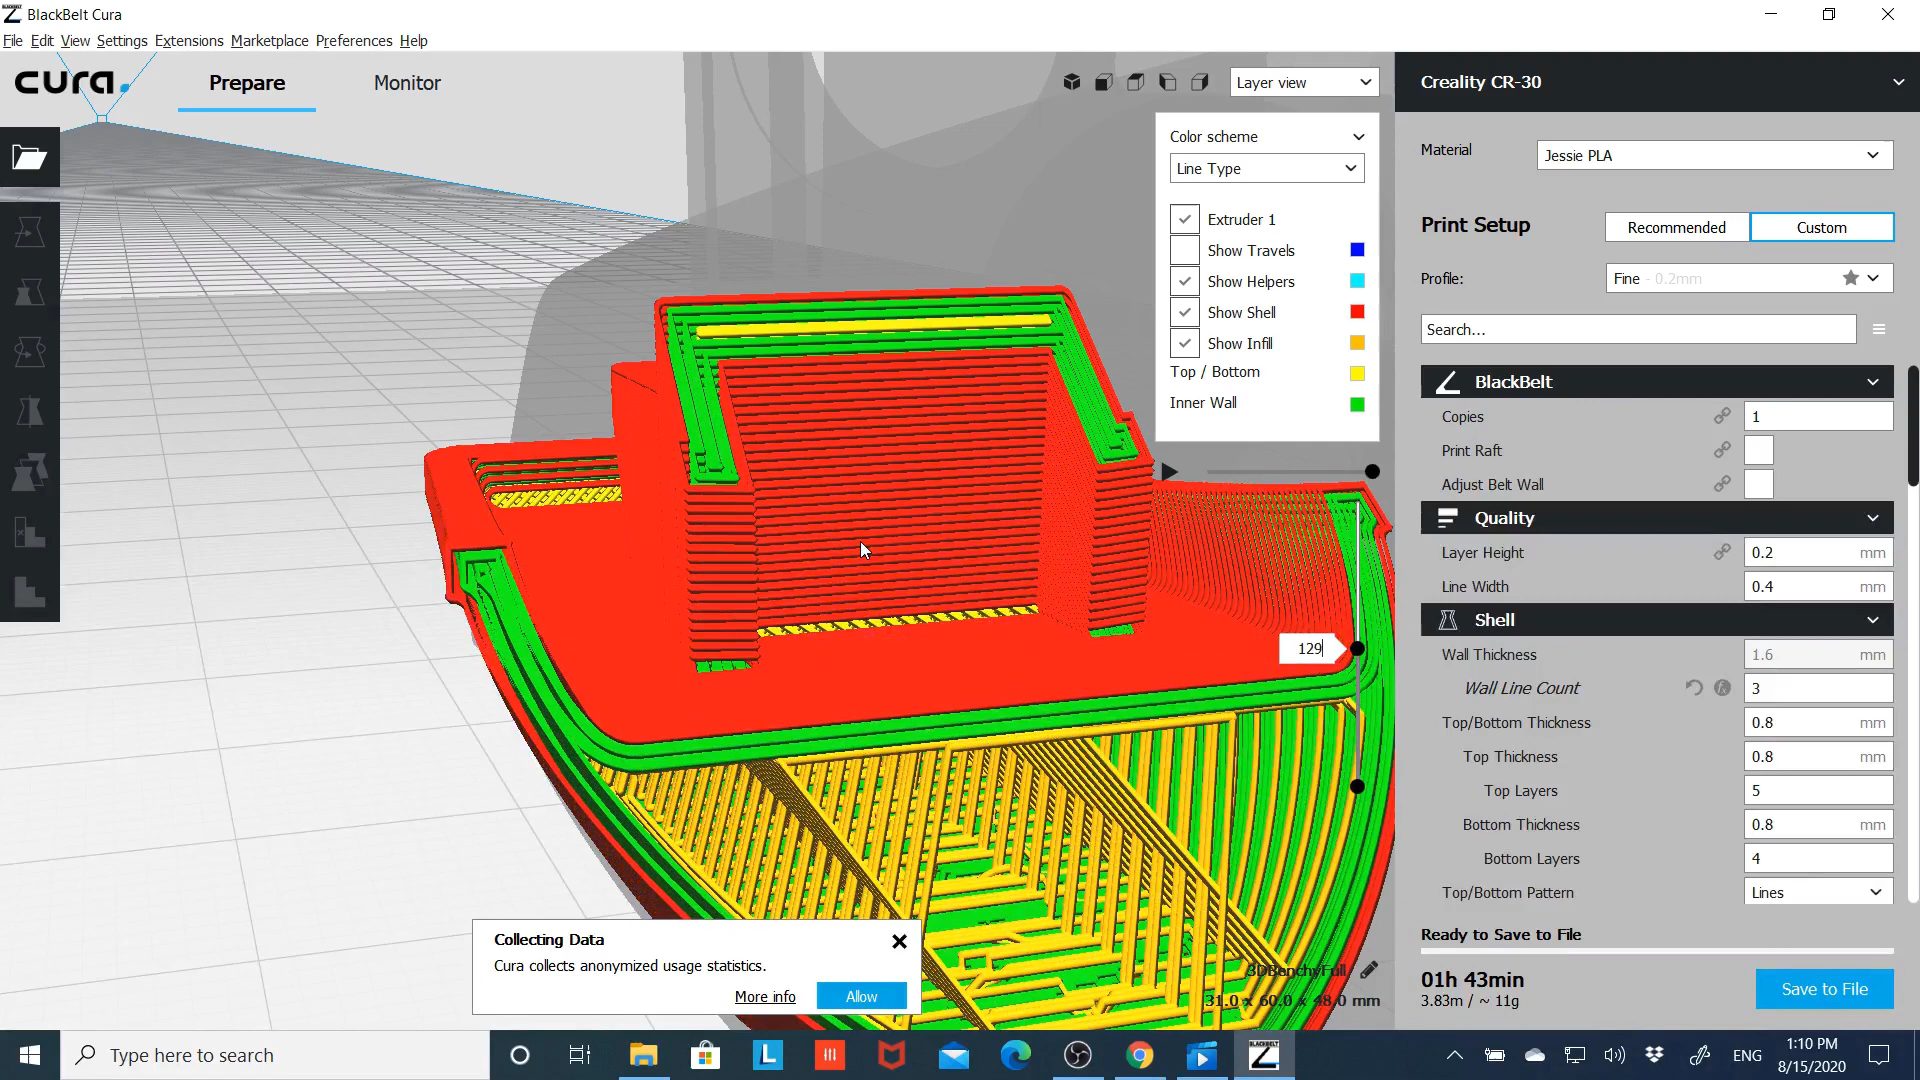 BlackBelt Cura
File Edit View Settings Extensions Marketplace Preferences Help
cura.
Prepare
Monitor
Layer view
Color scheme
Line Type
Extruder 1
Show Travels
Show Helpers
Show Shell
Show Infill
Top / Bottom
Inner Wall
129
Creality CR-30
Material
Jessie PLA
Print Setup
Recommended
Custom
Profile:
Fine - 0.2mm
Search...
BlackBelt
Copies
1
Print Raft
Adjust Belt Wall
Quality
Layer Height
0.2 mm
Line Width
0.4 mm
Shell
Wall Thickness
1.6 mm
Wall Line Count
3
Top/Bottom Thickness
0.8 mm
Top Thickness
0.8 mm
Top Layers
5
Bottom Thickness
0.8 mm
Bottom Layers
4
Top/Bottom Pattern
Lines
Ready to Save to File
01h 43min
3.83m / ~ 11g
Save to File
Collecting Data
Cura collects anonymized usage statistics.
More info
Allow
3DBenchyFull
31.0 x 60.0 x 48.0 mm
Type here to search
L
BLACKBELT
ENG
1:10 PM
8/15/2020